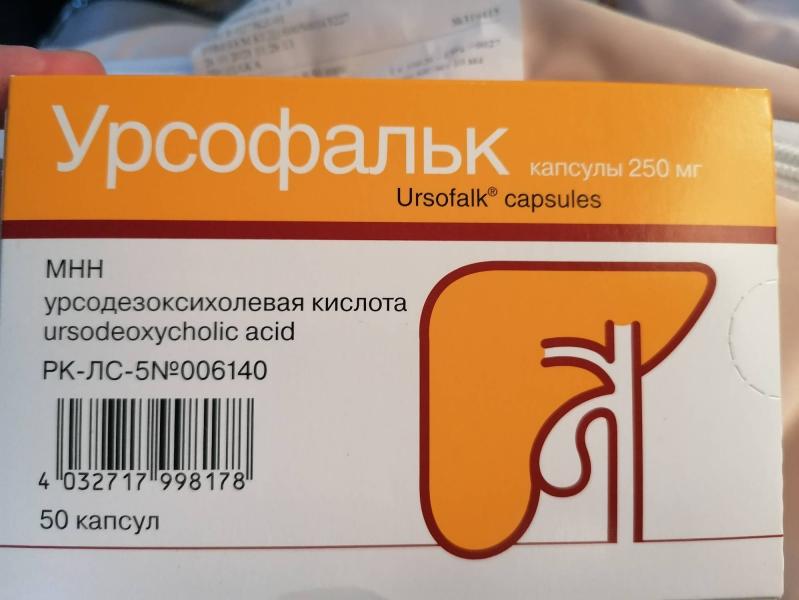 Урсофальк капсулы 250 мг
Ursofalk® capsules
МНН
урсодезоксихолевая кислота
ursodeoxycholic acid
РК-ЛС-5№006140
4 032717 998178
50 капсул